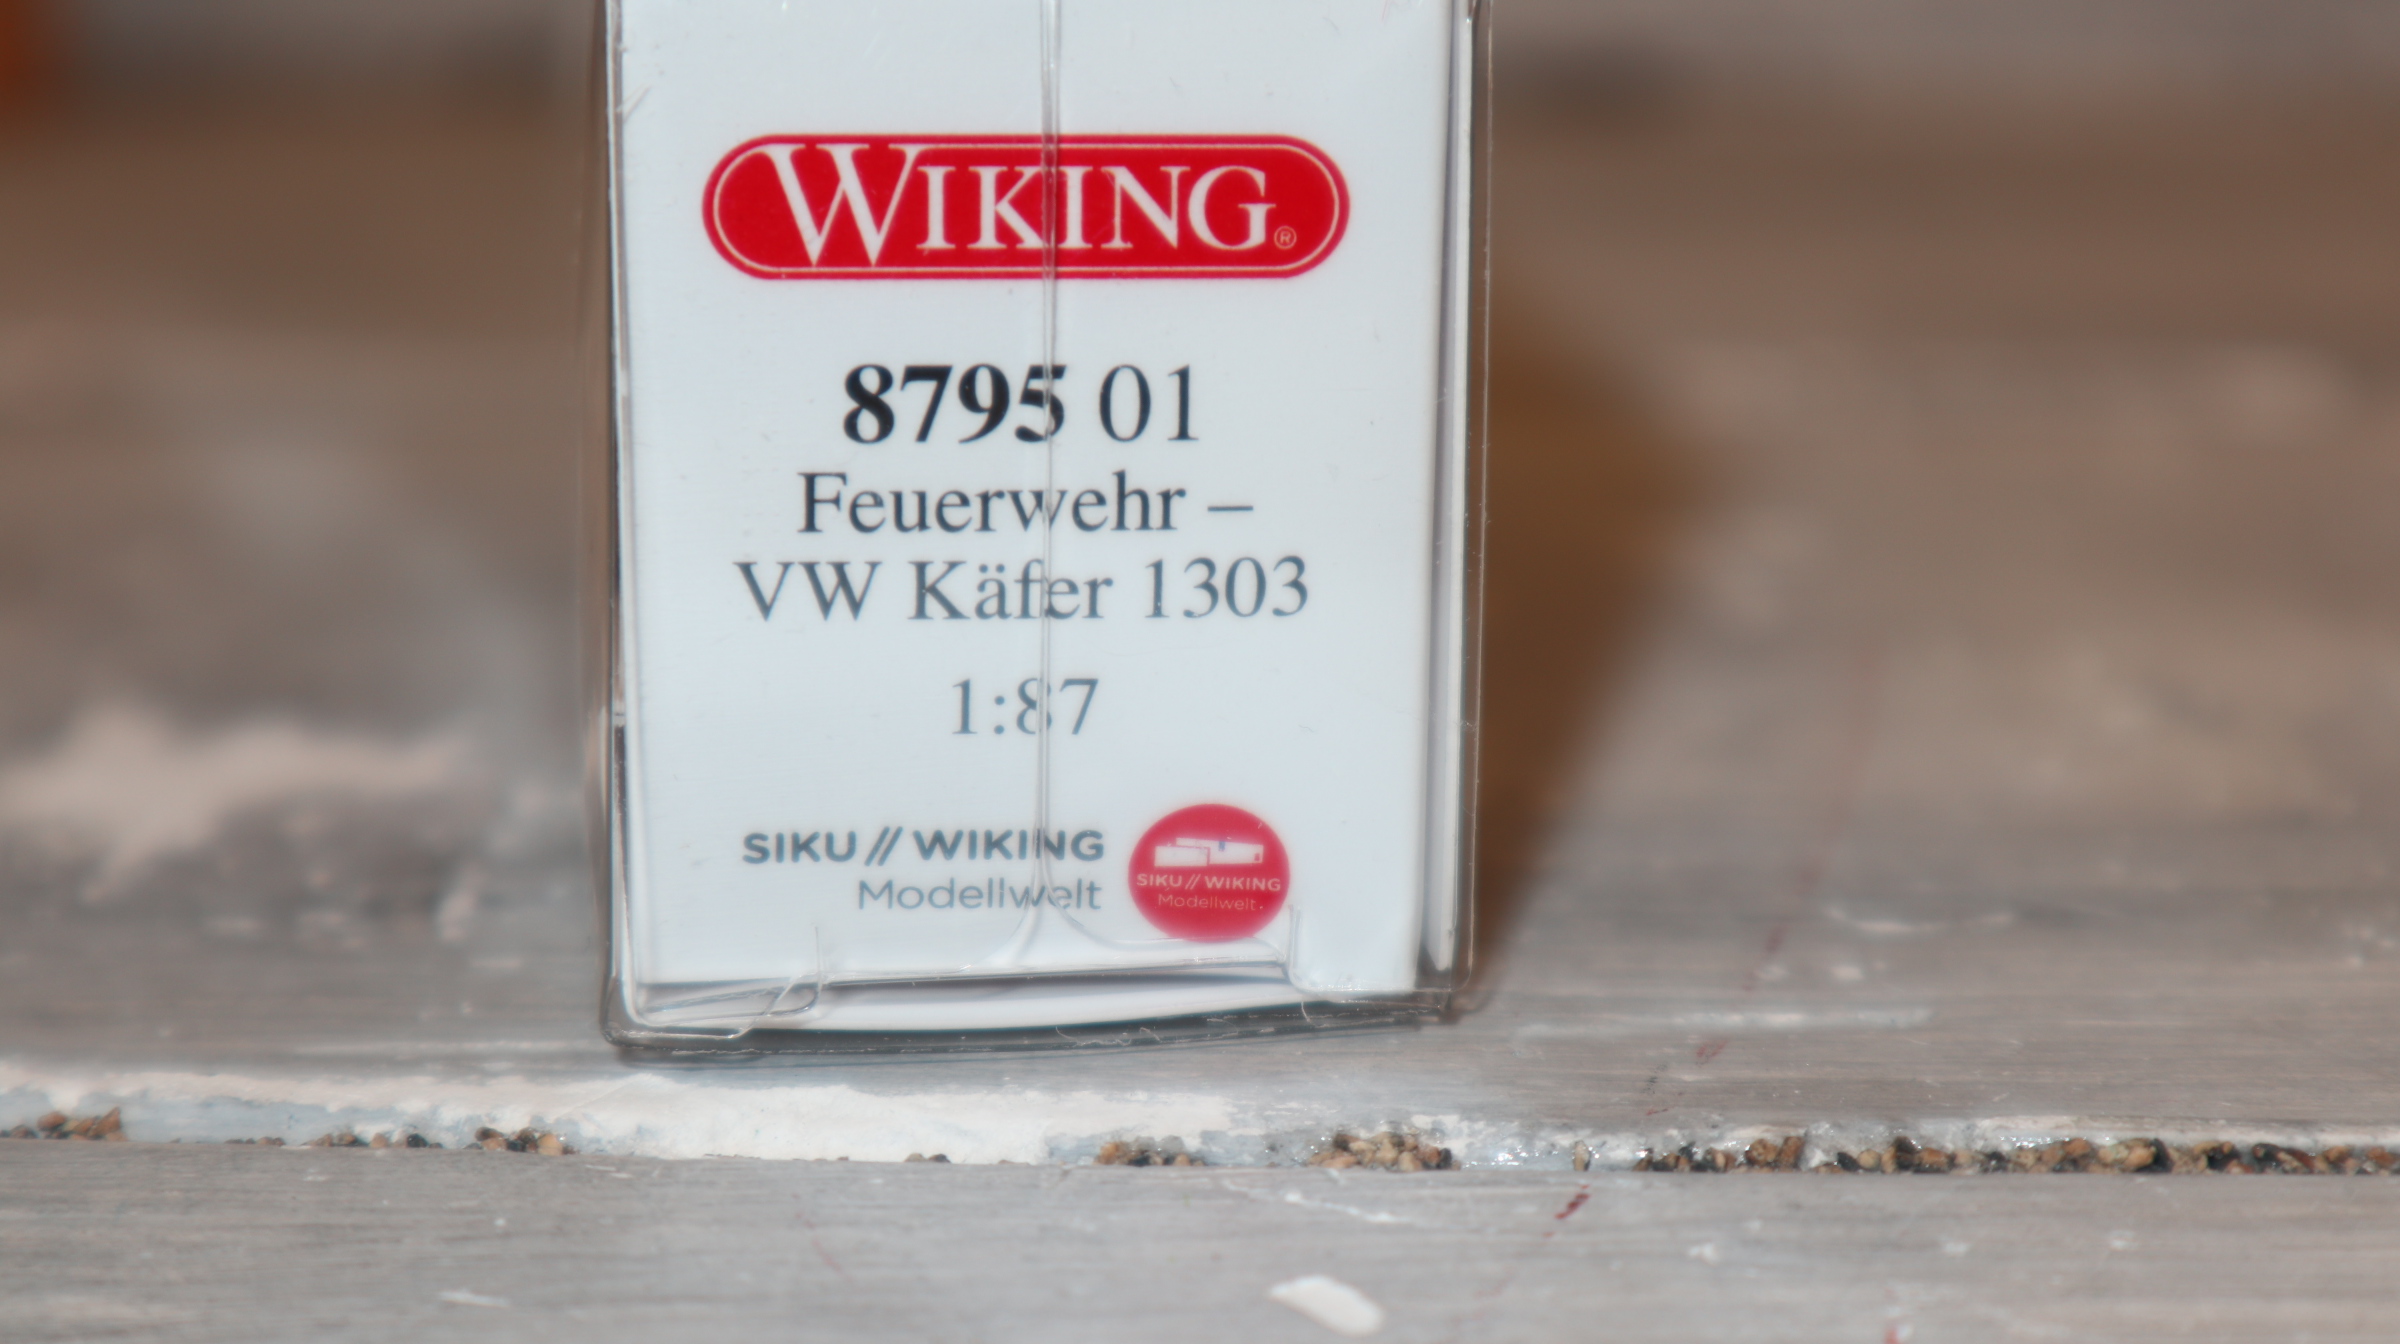 WIKING®
8795 01
Feuerwehr –
VW Käfer 1303
1:87
SIKU // WIKING
Modellwelt
SIKU // WIKING
Modellwelt